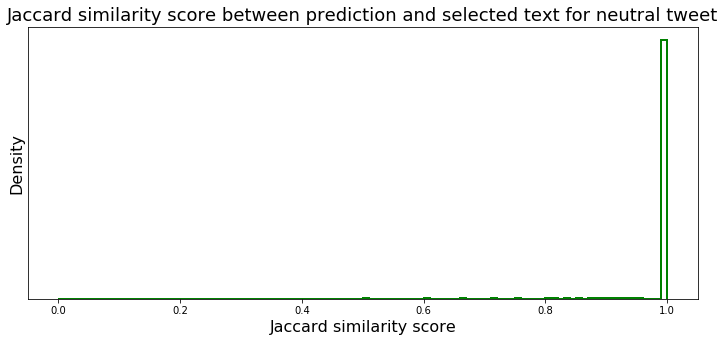 Jaccard similarity score between prediction and selected text for neutral tweet
Density
0.0 0.2 0.4 0.6 0.8 1.0
Jaccard similarity score